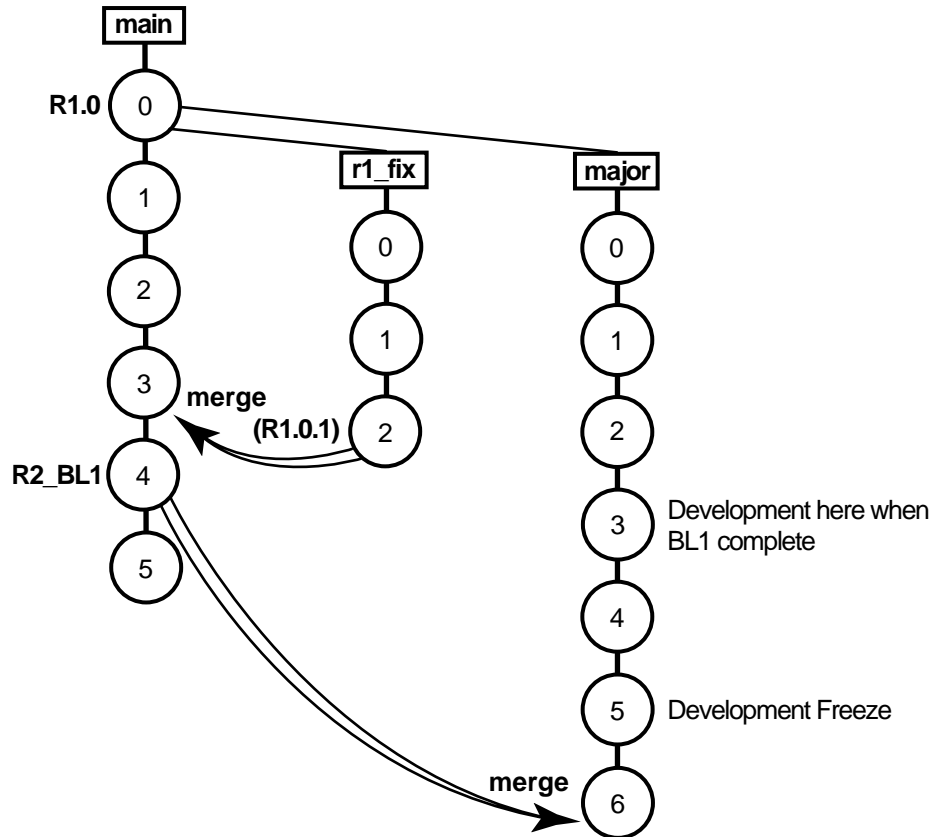 main
R1.0 0
r1_fix major
1
0 0
2
1 1
3
merge
(R1.0.1) 2 2
R2_BL1 4
3 Development here when
BL1 complete
5
4
5 Development Freeze
merge
6